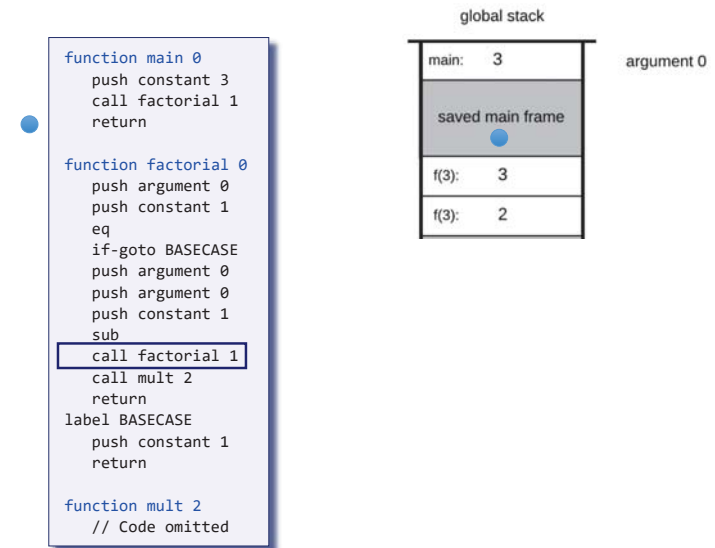 function main 0
push constant 3
call factorial 1
return
function factorial 0
push argument 0
push constant 1
eq
if-goto BASECASE
push argument 0
push argument 0
push constant 1
sub
call factorial 1
call mult 2
return
label BASECASE
push constant 1
return
function mult 2
// Code omitted
global stack
main: 3
argument 0
saved main frame
f(3): 3
f(3): 2